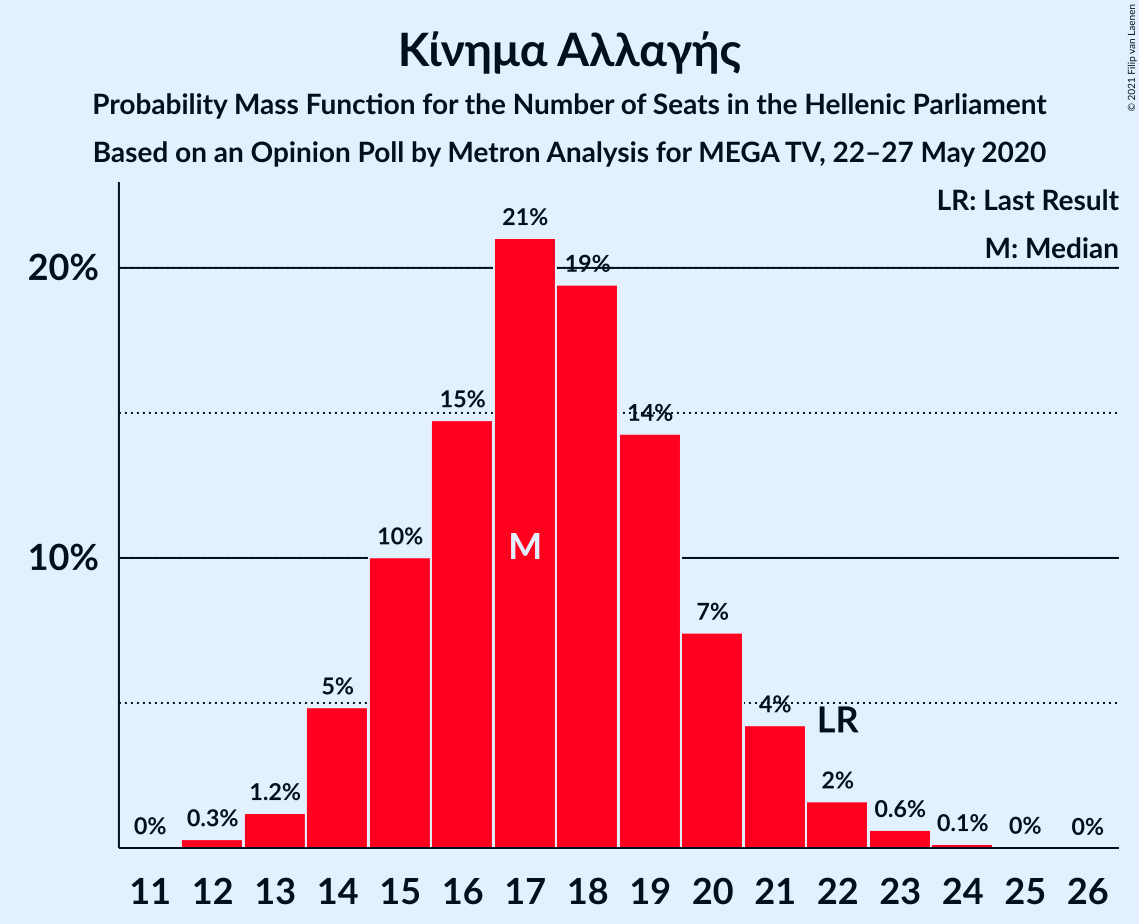 Κίνημα Αλλαγής
Probability Mass Function for the Number of Seats in the Hellenic Parliament
Based on an Opinion Poll by Metron Analysis for MEGA TV, 22–27 May 2020
© 2021 Filip van Laenen
LR: Last Result
M: Median
20%
10%
0%
0.3%
1.2%
5%
10%
15%
21%
19%
14%
7%
4%
2%
0.6%
0.1%
0%
0%
M
LR
11 12 13 14 15 16 17 18 19 20 21 22 23 24 25 26